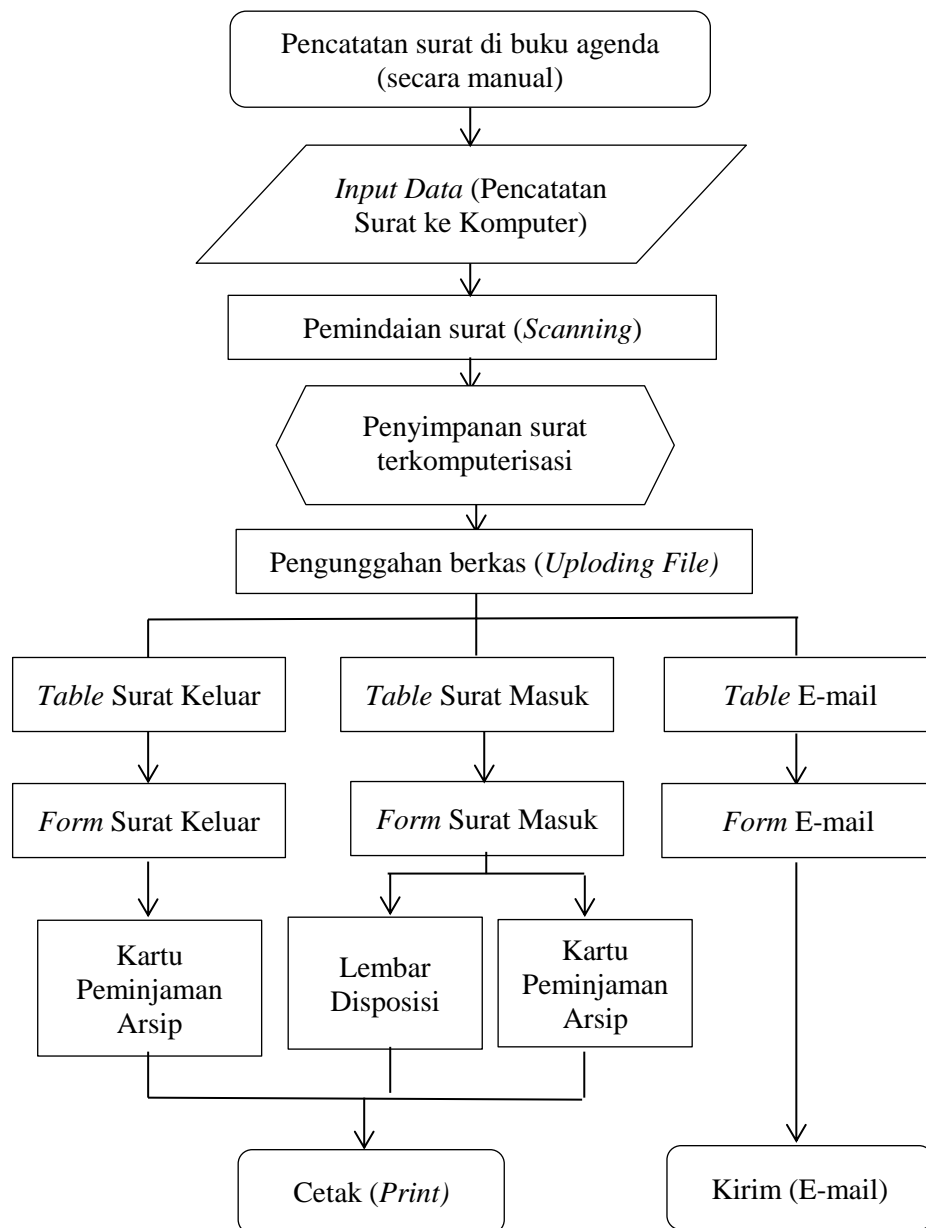 Pencatatan surat di buku agenda
(secara manual)
Input Data (Pencatatan
Surat ke Komputer)
Pemindaian surat (Scanning)
Penyimpanan surat
terkomputerisasi
Pengunggahan berkas (Uploding File)
Table Surat Keluar
Table Surat Masuk
Table E-mail
Form Surat Keluar
Form Surat Masuk
Form E-mail
Kartu
Peminjaman
Arsip
Lembar
Disposisi
Kartu
Peminjaman
Arsip
Cetak (Print)
Kirim (E-mail)